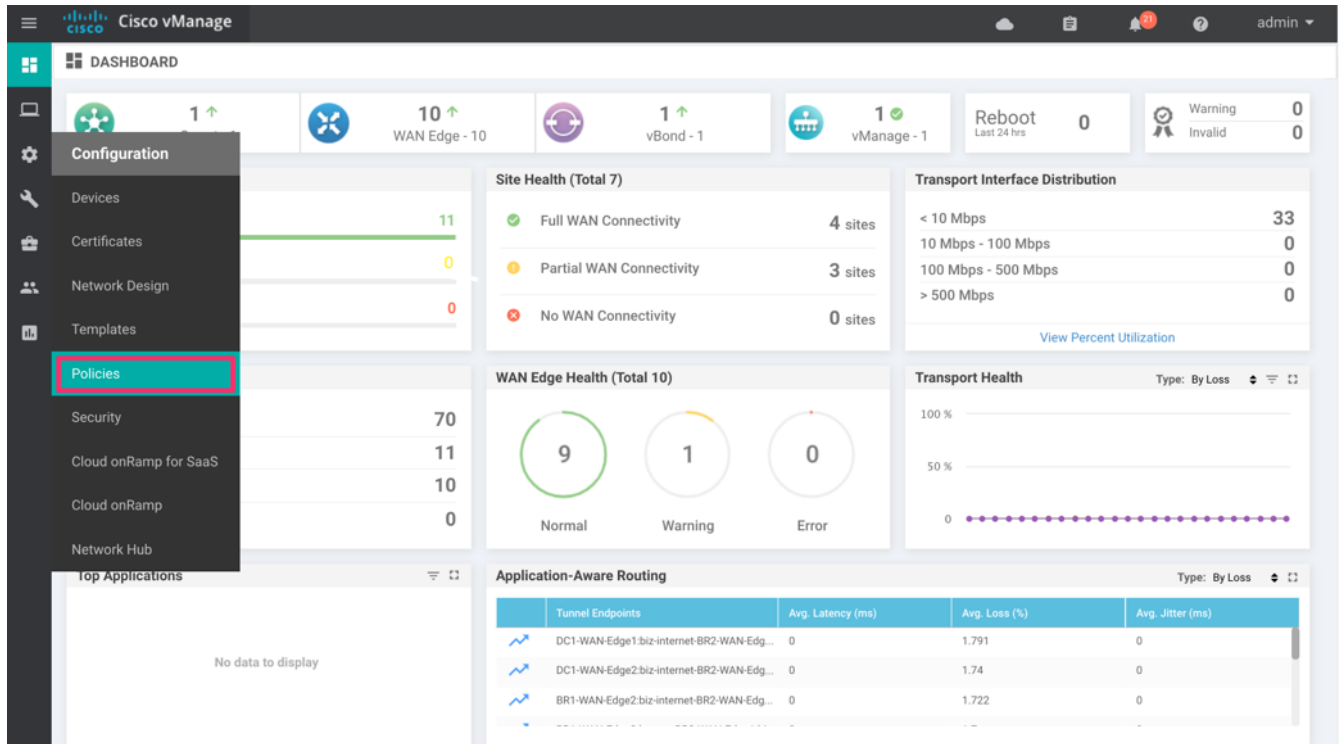 CISCO Cisco vManage
21
admin
DASHBOARD
1
10
WAN Edge - 10
1
vBond - 1
1
vManage - 1
Reboot
Last 24 hrs
0
Warning 0
Invalid 0
Configuration
Devices
Certificates
Network Design
Templates
Policies
Security
Cloud onRamp for SaaS
Cloud onRamp
Network Hub
11
0
0
Site Health (Total 7)
Full WAN Connectivity 4 sites
Partial WAN Connectivity 3 sites
No WAN Connectivity 0 sites
Transport Interface Distribution
< 10 Mbps 33
10 Mbps - 100 Mbps 0
100 Mbps - 500 Mbps 0
> 500 Mbps 0
View Percent Utilization
70
11
10
0
WAN Edge Health (Total 10)
9
1
0
Normal
Warning
Error
Transport Health Type: By Loss
100 %
50 %
0
Top Applications
No data to display
Application-Aware Routing Type: By Loss
Tunnel Endpoints Avg. Latency (ms) Avg. Loss (%) Avg. Jitter (ms)
DC1-WAN-Edge1:biz-internet-BR2-WAN-Edg... 0 1.791 0
DC1-WAN-Edge2:biz-internet-BR2-WAN-Edg... 0 1.74 0
BR1-WAN-Edge2:biz-internet-BR2-WAN-Edg... 0 1.722 0